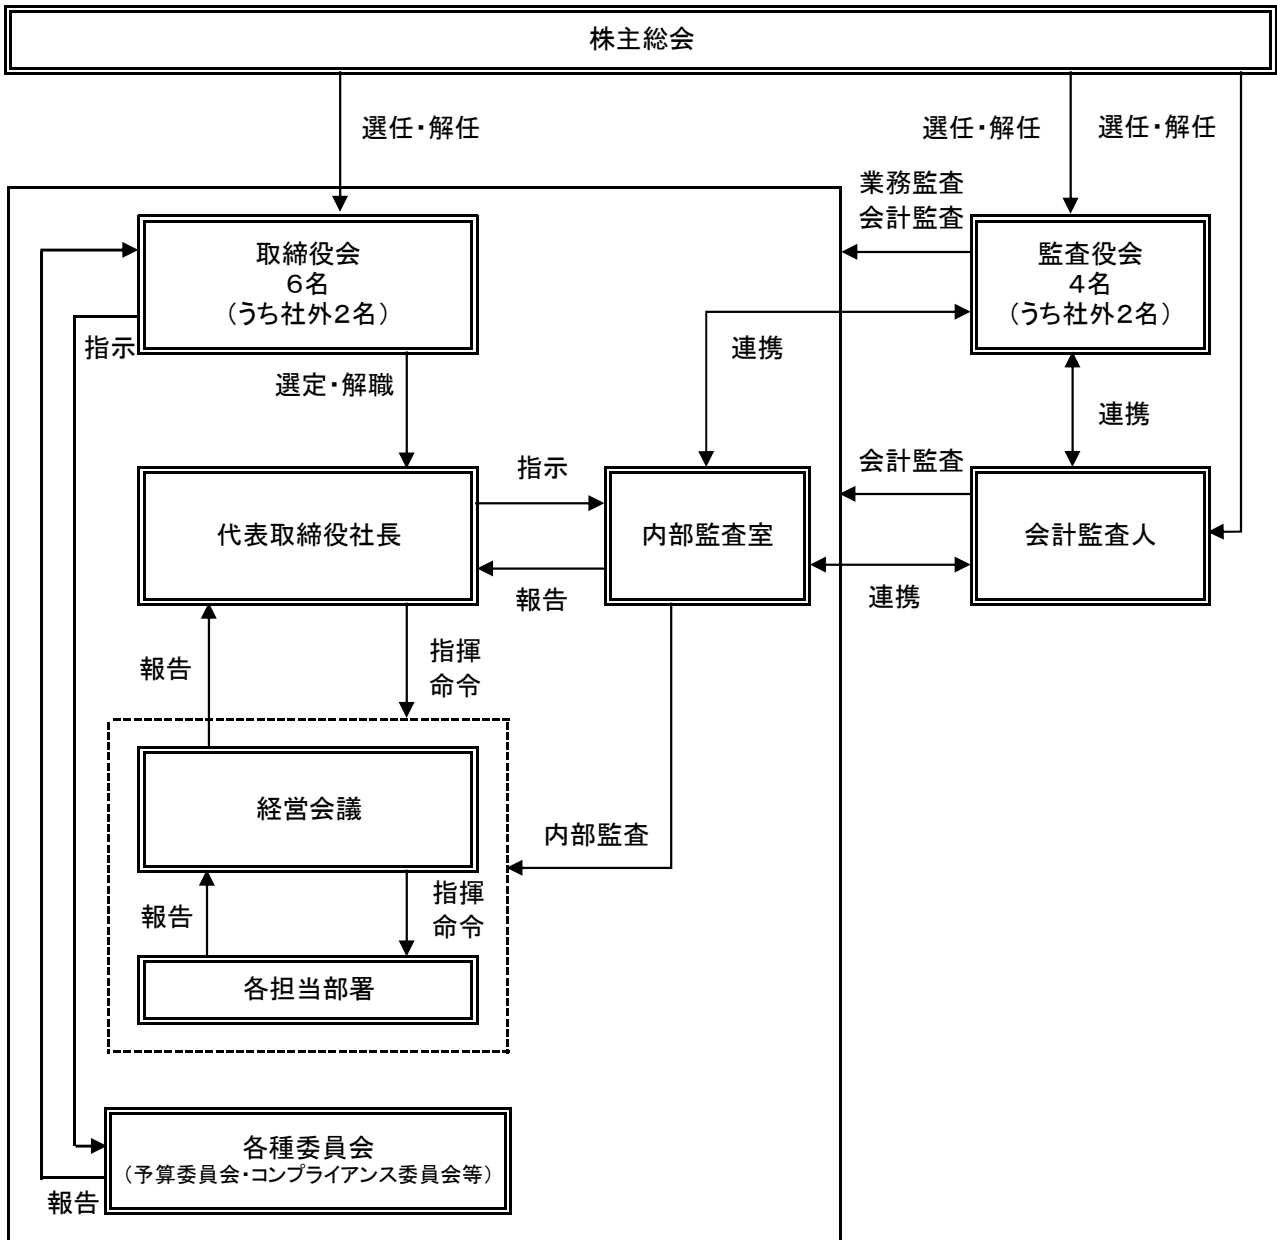 株主総会
選任・解任
選任・解任
選任・解任
業務監査
会計監査
取締役会
6名
(うち社外2名)
監査役会
4名
(うち社外2名)
指示
連携
選定・解職
連携
指示
会計監査
代表取締役社長
内部監査室
会計監査人
報告
連携
報告
指揮
命令
経営会議
内部監査
報告
指揮
命令
各担当部署
各種委員会
(予算委員会・コンプライアンス委員会等)
報告